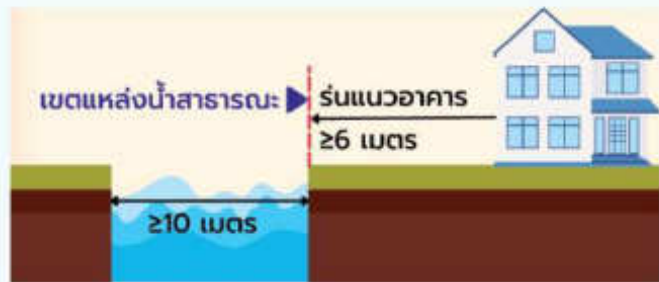 เขตแหล่งน้ำสาธารณะ
ร่นแนวอาคาร
≥6 เมตร
≥10 เมตร